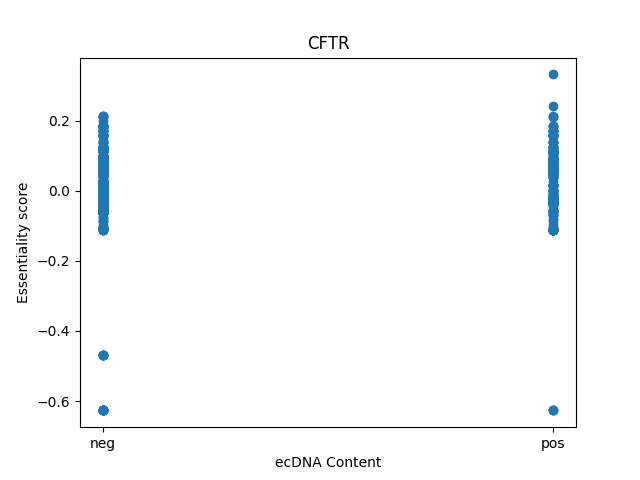 CFTR
Essentiality score
0.2
0.0
−0.2
−0.4
−0.6
neg
pos
ecDNA Content